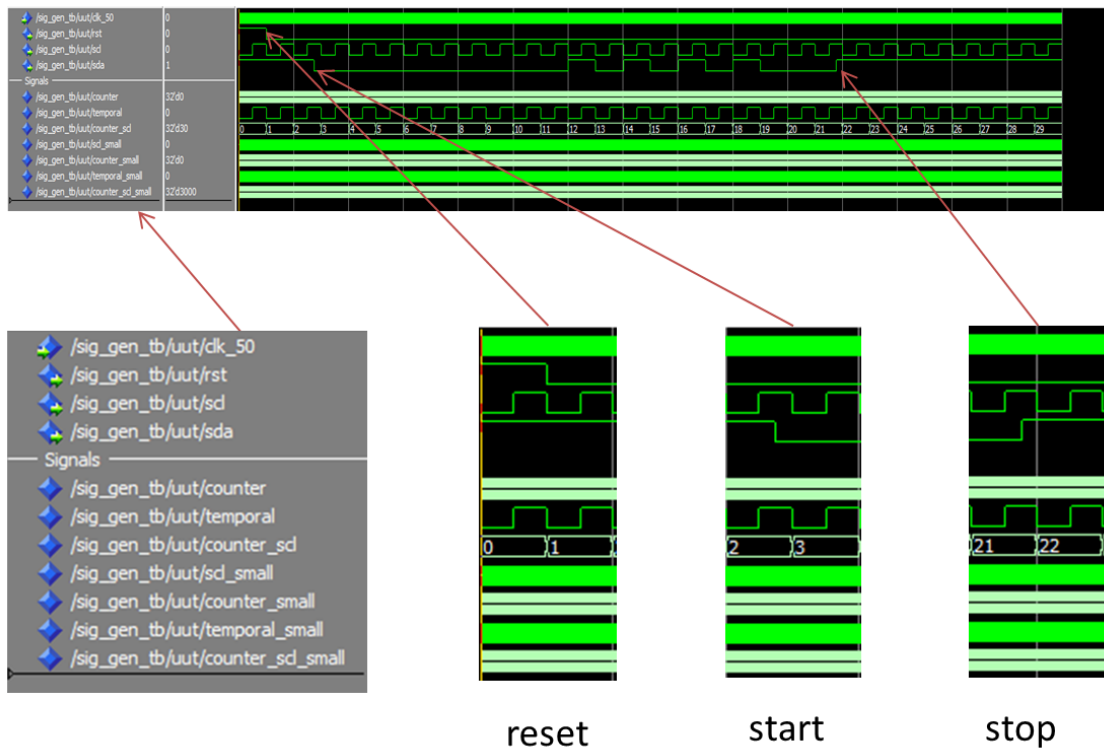 /sig_gen_tb/uut/clk_50 0
/sig_gen_tb/uut/rst 0
/sig_gen_tb/uut/scl 0
/sig_gen_tb/uut/sda 1
Signals
/sig_gen_tb/uut/counter 32'd0
/sig_gen_tb/uut/temporal 0
/sig_gen_tb/uut/counter_scl 32'd30 0 1 2 3 4 5 6 7 8 9 10 11 12 13 14 15 16 17 18 19 20 21 22 23 24 25 26 27 28 29
/sig_gen_tb/uut/scl_small 0
/sig_gen_tb/uut/counter_small 32'd0
/sig_gen_tb/uut/temporal_small 0
/sig_gen_tb/uut/counter_scl_small 32'd3000
/sig_gen_tb/uut/clk_50
/sig_gen_tb/uut/rst
/sig_gen_tb/uut/scl
/sig_gen_tb/uut/sda
Signals
/sig_gen_tb/uut/counter
/sig_gen_tb/uut/temporal
/sig_gen_tb/uut/counter_scl
/sig_gen_tb/uut/scl_small
/sig_gen_tb/uut/counter_small
/sig_gen_tb/uut/temporal_small
/sig_gen_tb/uut/counter_scl_small
0 1
2 3
21 22
reset start stop